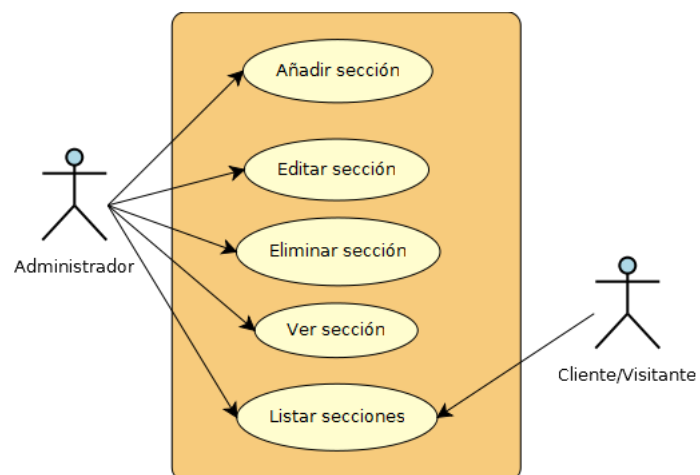 Añadir sección
Editar sección
Eliminar sección
Administrador
Ver sección
Cliente/Visitante
Listar secciones